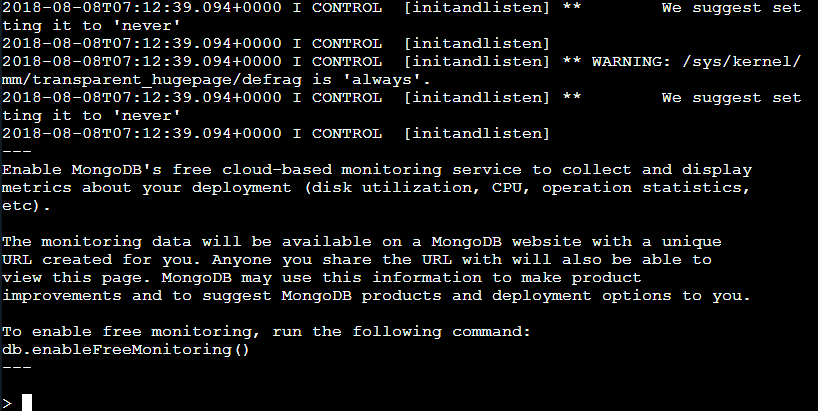 2018-08-08T07:12:39.094+0000 I CONTROL  [initandlisten] **        We suggest set
ting it to 'never'
2018-08-08T07:12:39.094+0000 I CONTROL  [initandlisten]
2018-08-08T07:12:39.094+0000 I CONTROL  [initandlisten] ** WARNING: /sys/kernel/
mm/transparent_hugepage/defrag is 'always'.
2018-08-08T07:12:39.094+0000 I CONTROL  [initandlisten] **        We suggest set
ting it to 'never'
2018-08-08T07:12:39.094+0000 I CONTROL  [initandlisten]
---
Enable MongoDB's free cloud-based monitoring service to collect and display
metrics about your deployment (disk utilization, CPU, operation statistics,
etc).

The monitoring data will be available on a MongoDB website with a unique
URL created for you. Anyone you share the URL with will also be able to
view this page. MongoDB may use this information to make product
improvements and to suggest MongoDB products and deployment options to you.

To enable free monitoring, run the following command:
db.enableFreeMonitoring()
---

>